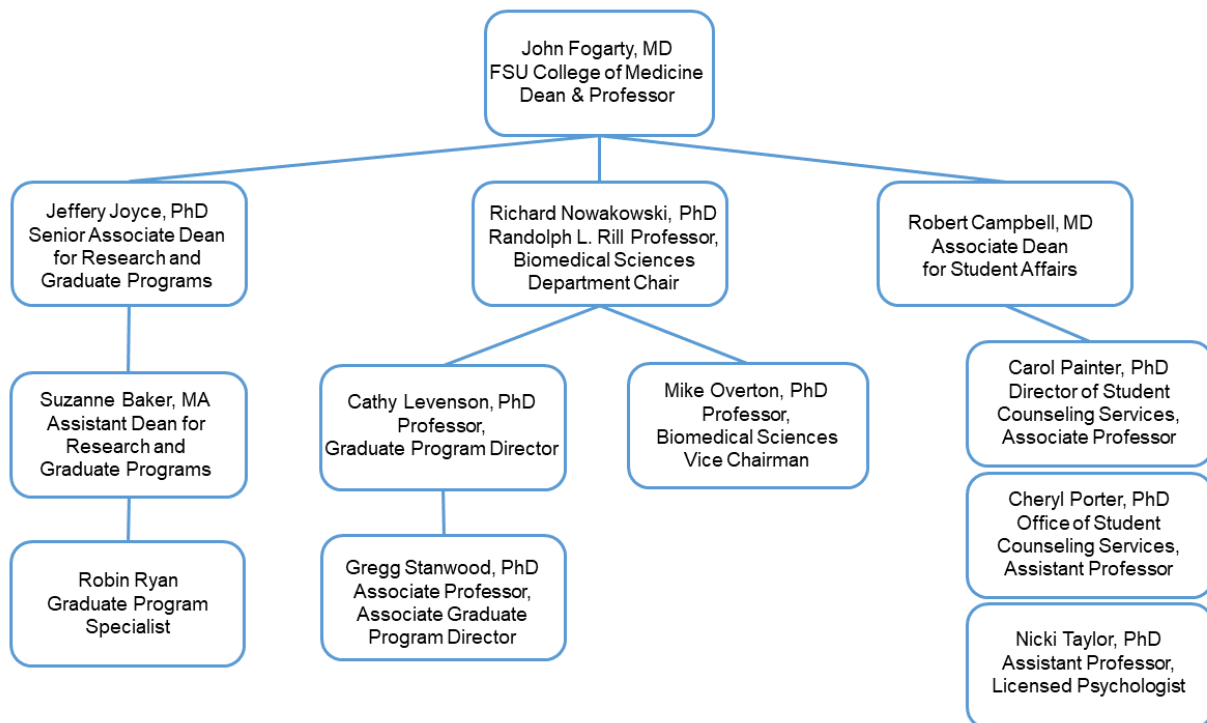 John Fogarty, MD
FSU College of Medicine
Dean & Professor
Jeffery Joyce, PhD
Senior Associate Dean
for Research and
Graduate Programs
Richard Nowakowski, PhD
Randolph L. Rill Professor,
Biomedical Sciences
Department Chair
Robert Campbell, MD
Associate Dean
for Student Affairs
Suzanne Baker, MA
Assistant Dean for
Research and
Graduate Programs
Cathy Levenson, PhD
Professor,
Graduate Program Director
Mike Overton, PhD
Professor,
Biomedical Sciences
Vice Chairman
Carol Painter, PhD
Director of Student
Counseling Services,
Associate Professor
Robin Ryan
Graduate Program
Specialist
Gregg Stanwood, PhD
Associate Professor,
Associate Graduate
Program Director
Cheryl Porter, PhD
Office of Student
Counseling Services,
Assistant Professor
Nicki Taylor, PhD
Assistant Professor,
Licensed Psychologist